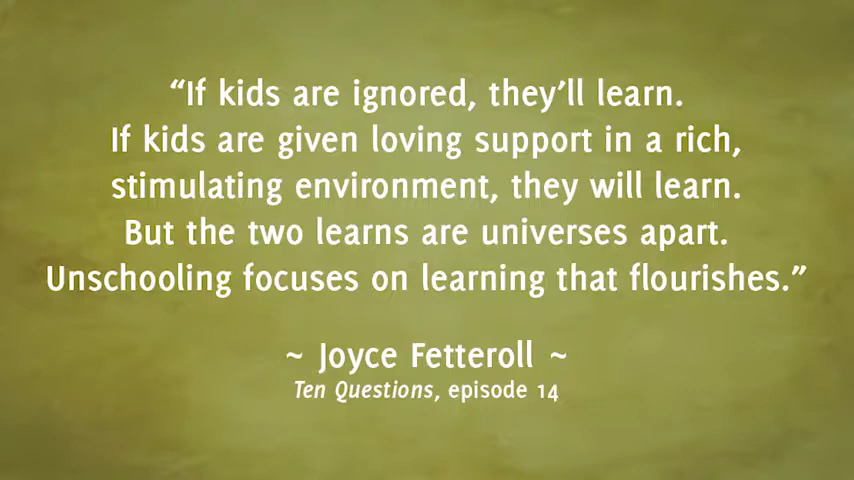 “If kids are ignored, they’ll learn.
If kids are given loving support in a rich,
stimulating environment, they will learn.
But the two learns are universes apart.
Unschooling focuses on learning that flourishes.”
~ Joyce Fetteroll ~
Ten Questions, episode 14